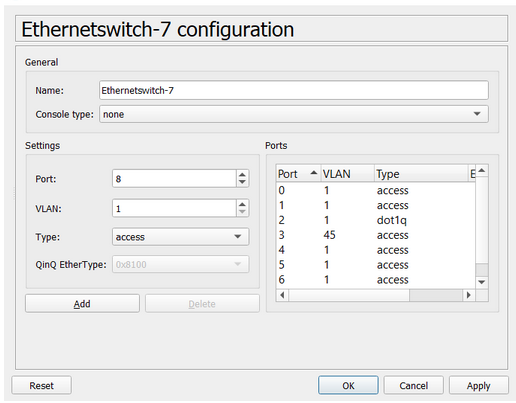 Ethernetswitch-7 configuration
General
Name: Ethernetswitch-7
Console type: none
Settings
Port: 8
VLAN: 1
Type: access
QinQ EtherType: 0x8100
Add Delete
Ports
Port VLAN Type E
0 1 access
1 1 access
2 1 dot1q
3 45 access
4 1 access
5 1 access
6 1 access
Reset OK Cancel Apply